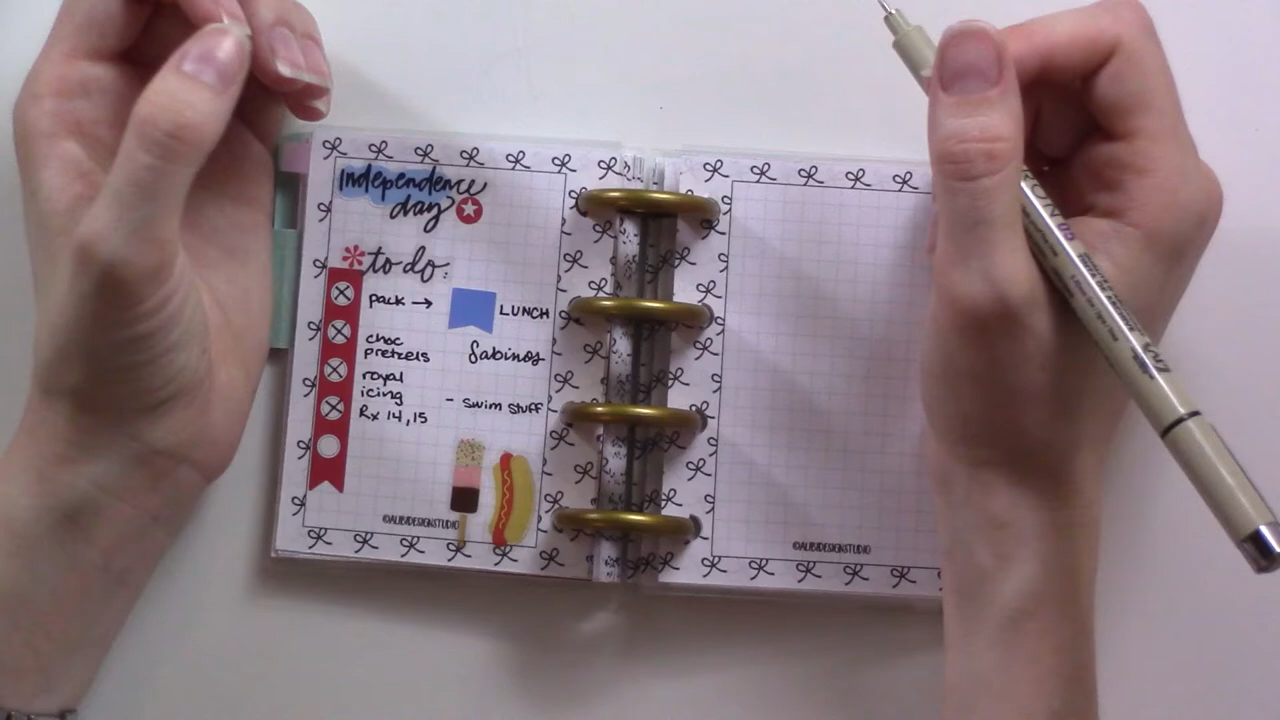 independence
day
to do:
pack → LUNCH
Sabinos
choc
pretzels
royal
icing
- swim stuff
Rx 14,15
©ALIBIDESIGNSTUDIO
©ALIBIDESIGNSTUDIO